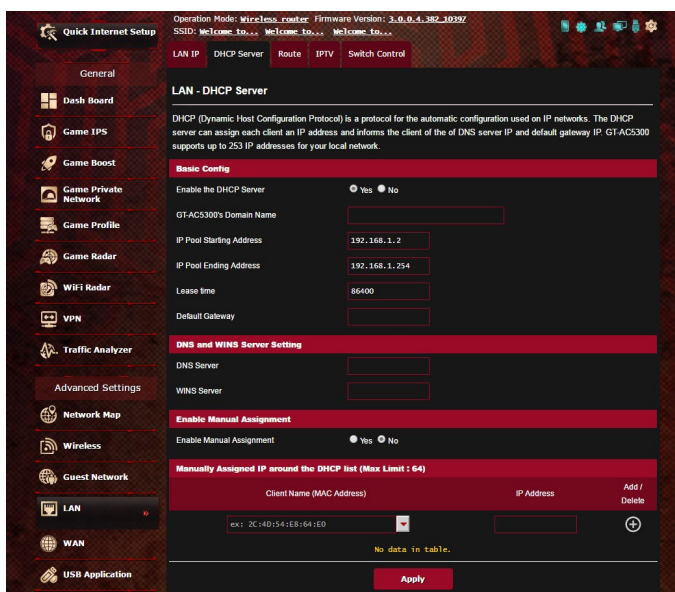 Quick Internet Setup
General
Dash Board
Game IPS
Game Boost
Game Private
Network
Game Profile
Game Radar
WiFi Radar
VPN
Traffic Analyzer
Advanced Settings
Network Map
Wireless
Guest Network
LAN
WAN
USB Application
Operation Mode: Wireless router Firmware Version: 3.0.0.4.382_10397
SSID: Welcome to... Welcome to... Welcome to...
LAN IP DHCP Server Route IPTV Switch Control
LAN - DHCP Server
DHCP (Dynamic Host Configuration Protocol) is a protocol for the automatic configuration used on IP networks. The DHCP
server can assign each client an IP address and informs the client of the of DNS server IP and default gateway IP. GT-AC5300
supports up to 253 IP addresses for your local network.
Basic Config
Enable the DHCP Server Yes No
GT-AC5300's Domain Name
IP Pool Starting Address 192.168.1.2
IP Pool Ending Address 192.168.1.254
Lease time 86400
Default Gateway
DNS and WINS Server Setting
DNS Server
WINS Server
Enable Manual Assignment
Enable Manual Assignment Yes No
Manually Assigned IP around the DHCP list (Max Limit : 64)
Client Name (MAC Address) IP Address Add /
Delete
ex: 2C:4D:54:E8:64:E0
No data in table.
Apply